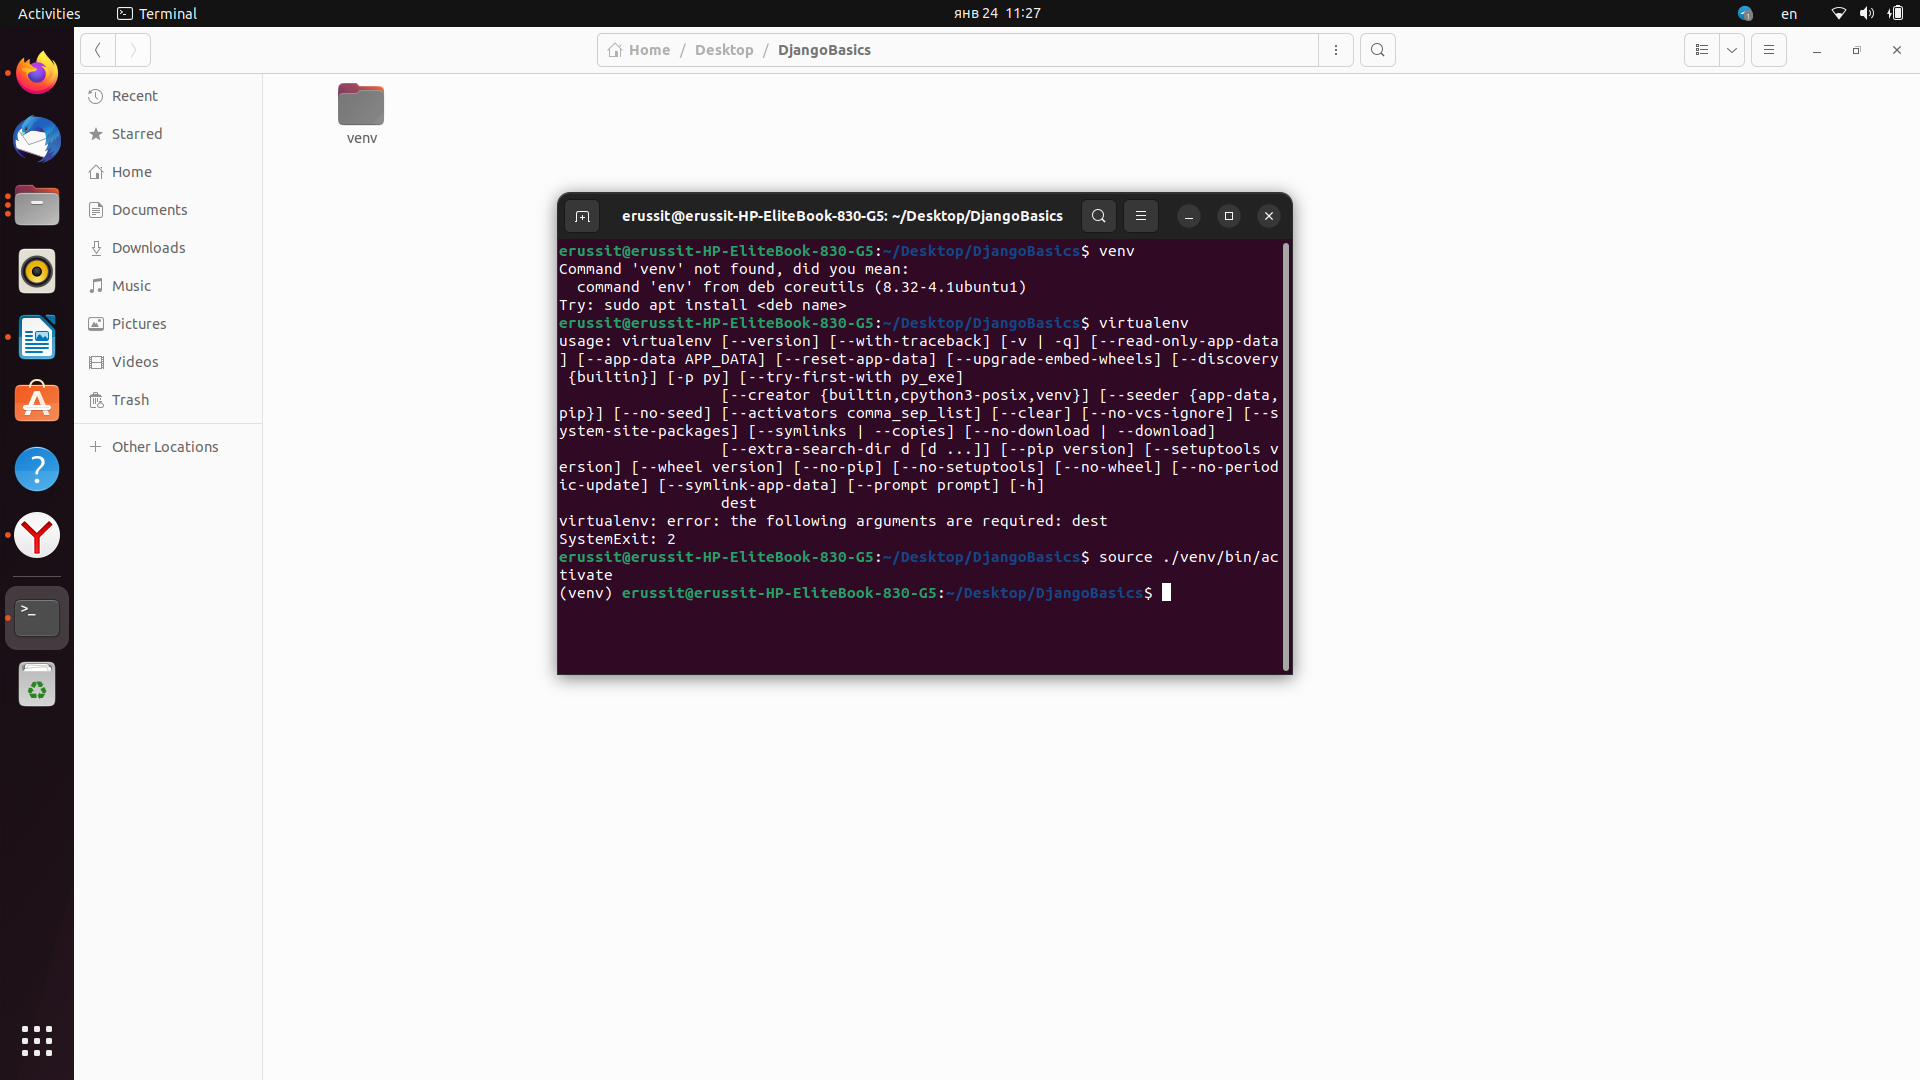 Activities
Terminal
янв 24 11:27
en
Home / Desktop / DjangoBasics
Recent
Starred
Home
Documents
Downloads
Music
Pictures
Videos
Trash
Other Locations
venv
erussit@erussit-HP-EliteBook-830-G5: ~/Desktop/DjangoBasics
erussit@erussit-HP-EliteBook-830-G5:~/Desktop/DjangoBasics$ venv
Command 'venv' not found, did you mean:
  command 'env' from deb coreutils (8.32-4.1ubuntu1)
Try: sudo apt install <deb name>
erussit@erussit-HP-EliteBook-830-G5:~/Desktop/DjangoBasics$ virtualenv
usage: virtualenv [--version] [--with-traceback] [-v | -q] [--read-only-app-data
] [--app-data APP_DATA] [--reset-app-data] [--upgrade-embed-wheels] [--discovery
 {builtin}] [-p py] [--try-first-with py_exe]
                  [--creator {builtin,cpython3-posix,venv}] [--seeder {app-data,
pip}] [--no-seed] [--activators comma_sep_list] [--clear] [--no-vcs-ignore] [--s
ystem-site-packages] [--symlinks | --copies] [--no-download | --download]
                  [--extra-search-dir d [d ...]] [--pip version] [--setuptools v
ersion] [--wheel version] [--no-pip] [--no-setuptools] [--no-wheel] [--no-period
ic-update] [--symlink-app-data] [--prompt prompt] [-h]
                  dest
virtualenv: error: the following arguments are required: dest
SystemExit: 2
erussit@erussit-HP-EliteBook-830-G5:~/Desktop/DjangoBasics$ source ./venv/bin/ac
tivate
(venv) erussit@erussit-HP-EliteBook-830-G5:~/Desktop/DjangoBasics$